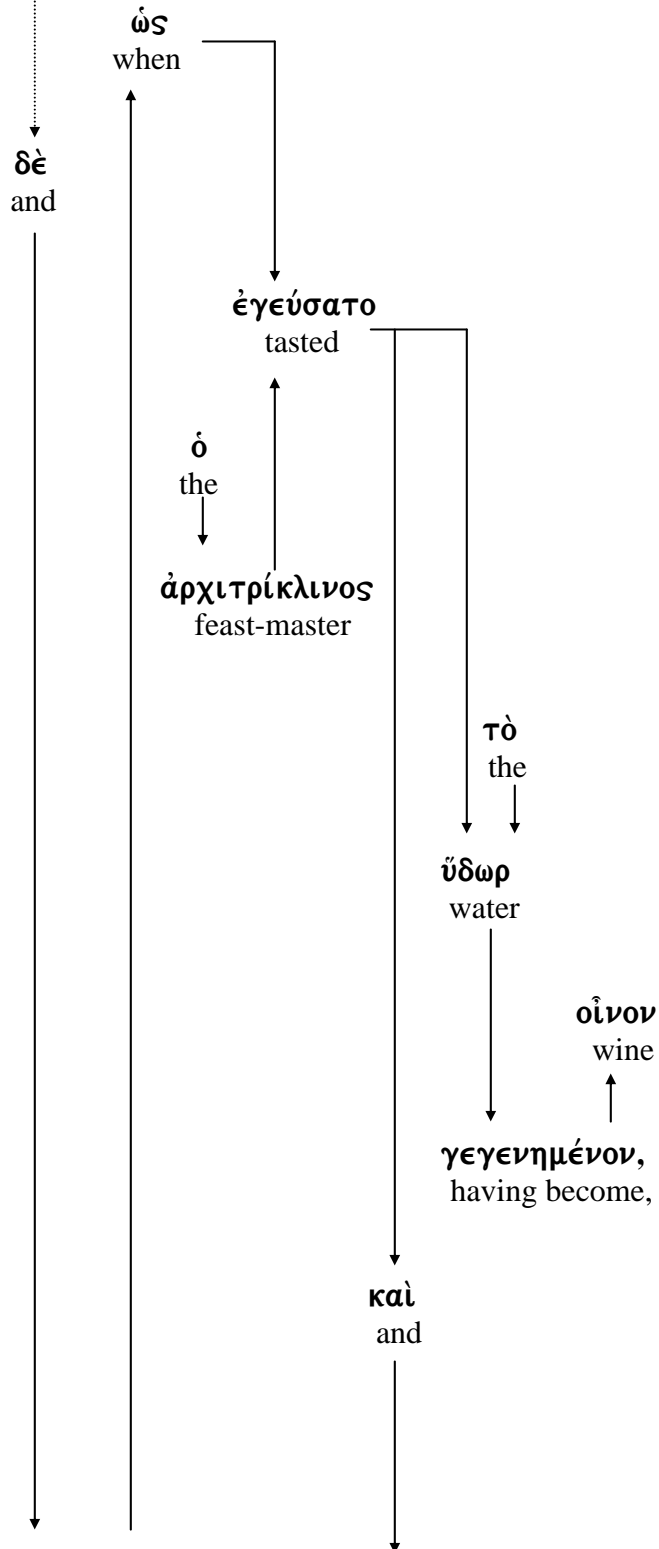 ὡς
when
δὲ
and
ἐγεύσατο
tasted
ὁ
the
ἀρχιτρίκλινος
feast-master
τὸ
the
ὕδωρ
water
οἶνον
wine
γεγενημένον,
having become,
καὶ
and